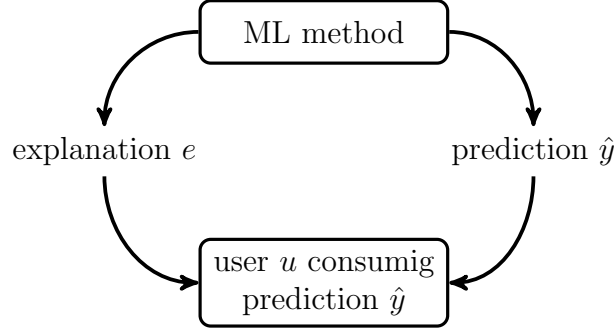 ML method
explanation e
prediction ŷ
user u consumig
prediction ŷ